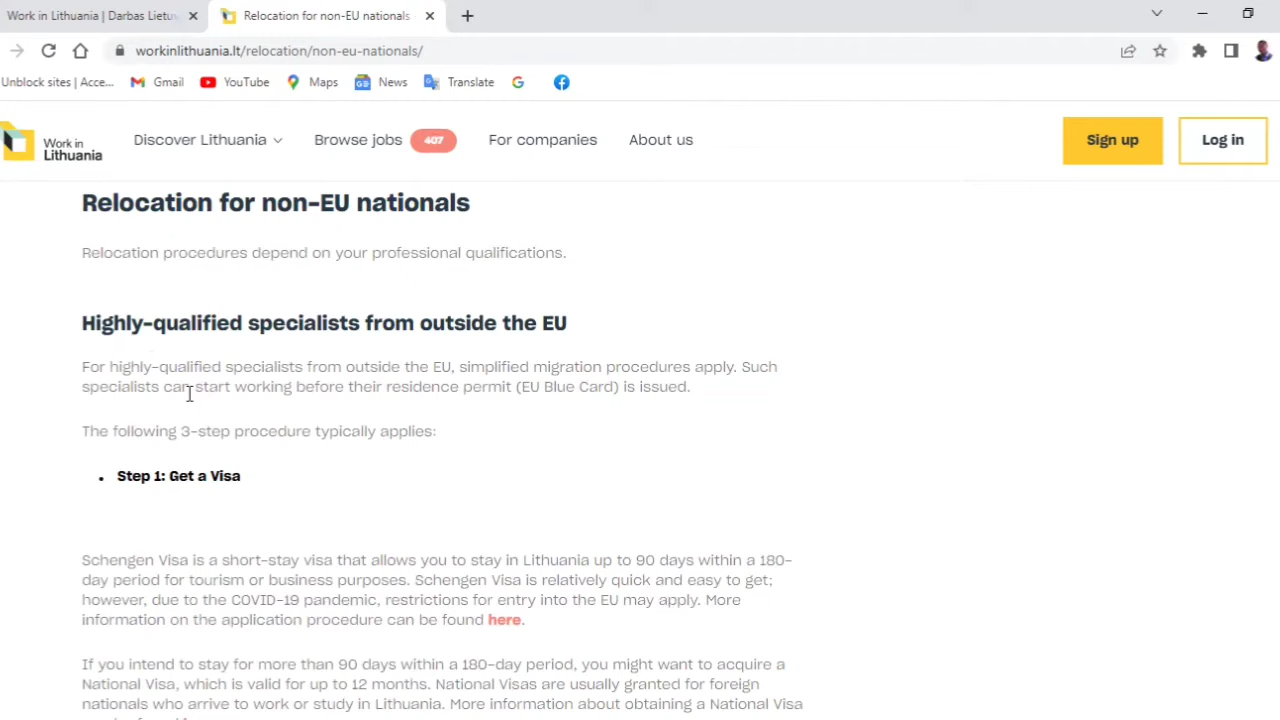 Work in Lithuania | Darbas Lietuv
Relocation for non-EU nationals
workinlithuania.lt/relocation/non-eu-nationals/
Unblock sites | Acce...
Gmail
YouTube
Maps
News
Translate
Work in
Lithuania
Discover Lithuania
Browse jobs 407
For companies
About us
Sign up
Log in
Relocation for non-EU nationals
Relocation procedures depend on your professional qualifications.
Highly-qualified specialists from outside the EU
For highly-qualified specialists from outside the EU, simplified migration procedures apply. Such
specialists can start working before their residence permit (EU Blue Card) is issued.
The following 3-step procedure typically applies:
• Step 1: Get a Visa
Schengen Visa is a short-stay visa that allows you to stay in Lithuania up to 90 days within a 180-
day period for tourism or business purposes. Schengen Visa is relatively quick and easy to get;
however, due to the COVID-19 pandemic, restrictions for entry into the EU may apply. More
information on the application procedure can be found here.
If you intend to stay for more than 90 days within a 180-day period, you might want to acquire a
National Visa, which is valid for up to 12 months. National Visas are usually granted for foreign
nationals who arrive to work or study in Lithuania. More information about obtaining a National Visa